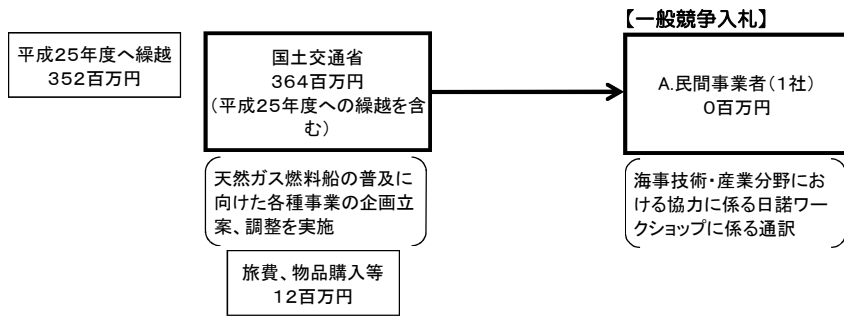 【一般競争入札】
平成25年度へ繰越
352百万円
国土交通省
364百万円
(平成25年度への繰越を含
む)
A.民間事業者(1社)
0百万円
天然ガス燃料船の普及に
向けた各種事業の企画立
案、調整を実施
海事技術・産業分野にお
ける協力に係る日諾ワー
クショップに係る通訳
旅費、物品購入等
12百万円